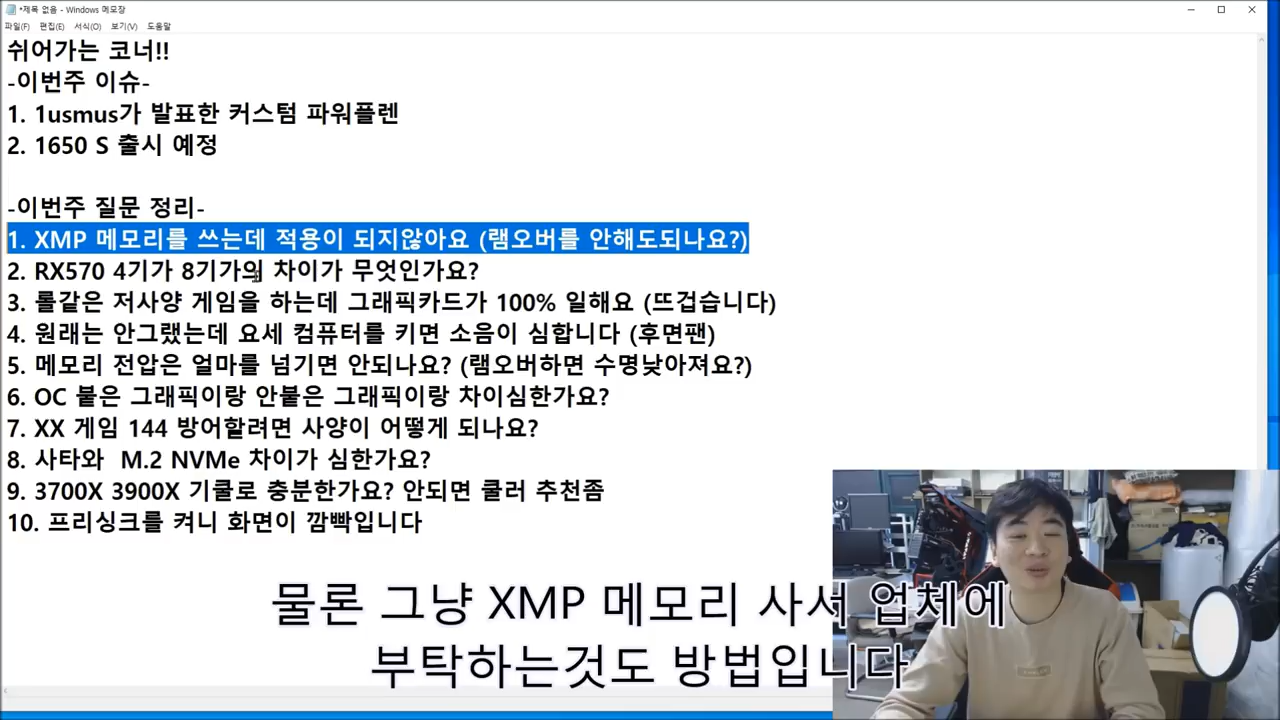 *제목 없음 - Windows 메모장
파일(F) 편집(E) 서식(O) 보기(V) 도움말
쉬어가는 코너!!
-이번주 이슈-
1. 1usmus가 발표한 커스텀 파워플렌
2. 1650 S 출시 예정
-이번주 질문 정리-
1. XMP 메모리를 쓰는데 적용이 되지않아요 (램오버를 안해도되나요?)
2. RX570 4기가 8기가의 차이가 무엇인가요?
3. 롤같은 저사양 게임을 하는데 그래픽카드가 100% 일해요 (뜨겁습니다)
4. 원래는 안그랬는데 요세 컴퓨터를 키면 소음이 심합니다 (후면팬)
5. 메모리 전압은 얼마를 넘기면 안되나요? (램오버하면 수명낮아져요?)
6. OC 붙은 그래픽이랑 안붙은 그래픽이랑 차이심한가요?
7. XX 게임 144 방어할려면 사양이 어떻게 되나요?
8. 사타와  M.2 NVMe 차이가 심한가요?
9. 3700X 3900X 기쿨로 충분한가요? 안되면 쿨러 추천좀
10. 프리싱크를 켜니 화면이 깜빡입니다
물론 그냥 XMP 메모리 사서 업체에
부탁하는것도 방법입니다